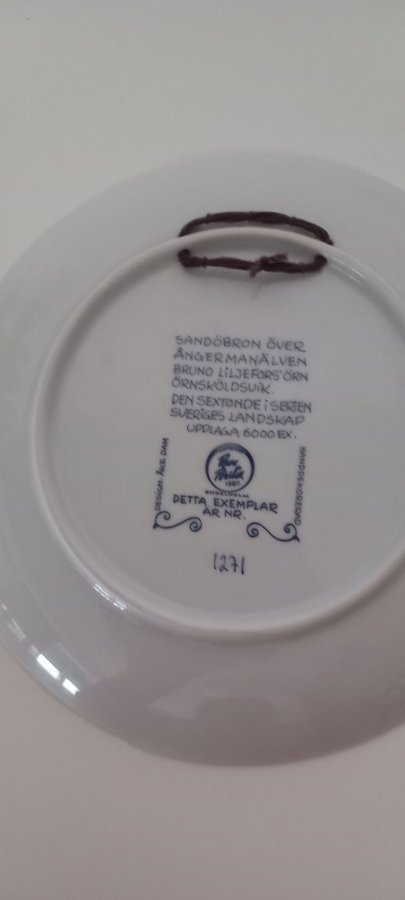 SANDÖBRON ÖVER
ÅNGERMANÄLVEN
BRUNO LILJEFORS' ÖRN
ÖRNSKÖLDSVIK.
DEN SEXTONDE I SERIEN
SVERIGES LANDSKAP
UPPLAGA 6000 EX.
DESIGN: ÅKE DAM
HANDDEKORERAD
ENGELHOLM
DETTA EXEMPLAR
ÄR NR.
1271